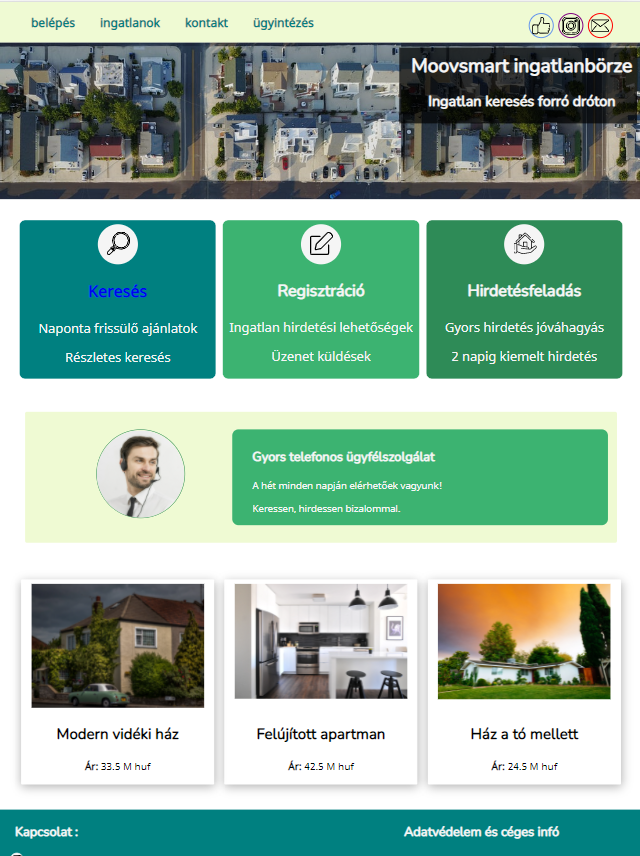 belépés ingatlanok kontakt ügyintézés
Moovsmart ingatlanbörze
Ingatlan keresés forró dróton
Keresés
Naponta frissülő ajánlatok
Részletes keresés
Regisztráció
Ingatlan hirdetési lehetőségek
Üzenet küldések
Hirdetésfeladás
Gyors hirdetés jóváhagyás
2 napig kiemelt hirdetés
Gyors telefonos ügyfélszolgálat
A hét minden napján elérhetőek vagyunk!
Keressen, hirdessen bizalommal.
Modern vidéki ház
Ár: 33.5 M huf
Felújított apartman
Ár: 42.5 M huf
Ház a tó mellett
Ár: 24.5 M huf
Kapcsolat :
Adatvédelem és céges infó